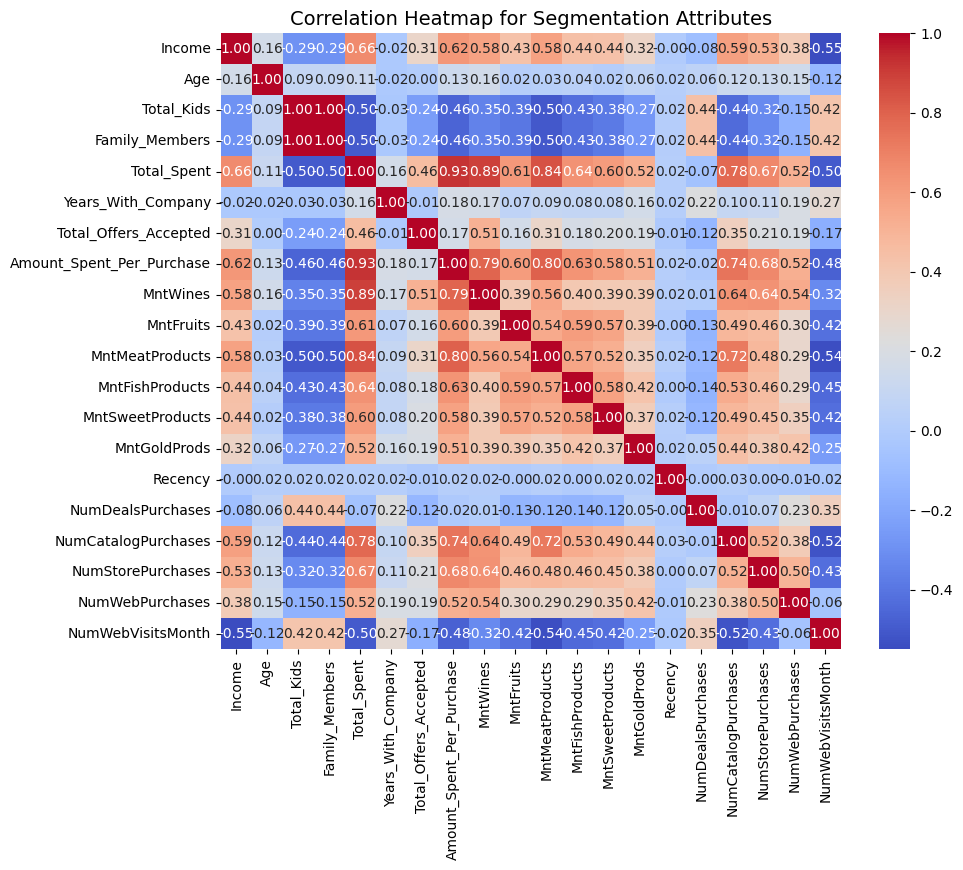 Correlation Heatmap for Segmentation Attributes
Income 1.00 0.16 -0.29 -0.29 0.66 -0.02 0.31 0.62 0.58 0.43 0.58 0.44 0.44 0.32 -0.00 -0.08 0.59 0.53 0.38 -0.55
Age 0.16 1.00 0.09 0.09 0.11 -0.02 0.00 0.13 0.16 0.02 0.03 0.04 0.02 0.06 0.02 0.06 0.12 0.13 0.15 -0.12
Total_Kids -0.29 0.09 1.00 1.00 -0.50 -0.03 -0.24 -0.46 -0.35 -0.39 -0.50 -0.43 -0.38 -0.27 0.02 0.44 -0.44 -0.32 -0.15 0.42
Family_Members -0.29 0.09 1.00 1.00 -0.50 -0.03 -0.24 -0.46 -0.35 -0.39 -0.50 -0.43 -0.38 -0.27 0.02 0.44 -0.44 -0.32 -0.15 0.42
Total_Spent 0.66 0.11 -0.50 -0.50 1.00 0.16 0.46 0.93 0.89 0.61 0.84 0.64 0.60 0.52 0.02 -0.07 0.78 0.67 0.52 -0.50
Years_With_Company -0.02 -0.02 -0.03 -0.03 0.16 1.00 -0.01 0.18 0.17 0.07 0.09 0.08 0.08 0.16 0.02 0.22 0.10 0.11 0.19 0.27
Total_Offers_Accepted 0.31 0.00 -0.24 -0.24 0.46 -0.01 1.00 0.17 0.51 0.16 0.31 0.18 0.20 0.19 -0.01 -0.12 0.35 0.21 0.19 -0.17
Amount_Spent_Per_Purchase 0.62 0.13 -0.46 -0.46 0.93 0.18 0.17 1.00 0.79 0.60 0.80 0.63 0.58 0.51 0.02 -0.02 0.74 0.68 0.52 -0.48
MntWines 0.58 0.16 -0.35 -0.35 0.89 0.17 0.51 0.79 1.00 0.39 0.56 0.40 0.39 0.39 0.02 0.01 0.64 0.64 0.54 -0.32
MntFruits 0.43 0.02 -0.39 -0.39 0.61 0.07 0.16 0.60 0.39 1.00 0.54 0.59 0.57 0.39 -0.00 -0.13 0.49 0.46 0.30 -0.42
MntMeatProducts 0.58 0.03 -0.50 -0.50 0.84 0.09 0.31 0.80 0.56 0.54 1.00 0.57 0.52 0.35 0.02 -0.12 0.72 0.48 0.29 -0.54
MntFishProducts 0.44 0.04 -0.43 -0.43 0.64 0.08 0.18 0.63 0.40 0.59 0.57 1.00 0.58 0.42 0.00 -0.14 0.53 0.46 0.29 -0.45
MntSweetProducts 0.44 0.02 -0.38 -0.38 0.60 0.08 0.20 0.58 0.39 0.57 0.52 0.58 1.00 0.37 0.02 -0.12 0.49 0.45 0.35 -0.42
MntGoldProds 0.32 0.06 -0.27 -0.27 0.52 0.16 0.19 0.51 0.39 0.39 0.35 0.42 0.37 1.00 0.02 0.05 0.44 0.38 0.42 -0.25
Recency -0.00 0.02 0.02 0.02 0.02 0.02 -0.01 0.02 0.02 -0.00 0.02 0.00 0.02 0.02 1.00 -0.00 0.03 0.00 -0.01 -0.02
NumDealsPurchases -0.08 0.06 0.44 0.44 -0.07 0.22 -0.12 -0.02 0.01 -0.13 -0.12 -0.14 -0.12 0.05 -0.00 1.00 -0.01 0.07 0.23 0.35
NumCatalogPurchases 0.59 0.12 -0.44 -0.44 0.78 0.10 0.35 0.74 0.64 0.49 0.72 0.53 0.49 0.44 0.03 -0.01 1.00 0.52 0.38 -0.52
NumStorePurchases 0.53 0.13 -0.32 -0.32 0.67 0.11 0.21 0.68 0.64 0.46 0.48 0.46 0.45 0.38 0.00 0.07 0.52 1.00 0.50 -0.43
NumWebPurchases 0.38 0.15 -0.15 -0.15 0.52 0.19 0.19 0.52 0.54 0.30 0.29 0.29 0.35 0.42 -0.01 0.23 0.38 0.50 1.00 -0.06
NumWebVisitsMonth -0.55 -0.12 0.42 0.42 -0.50 0.27 -0.17 -0.48 -0.32 -0.42 -0.54 -0.45 -0.42 -0.25 -0.02 0.35 -0.52 -0.43 -0.06 1.00
Income
Age
Total_Kids
Family_Members
Total_Spent
Years_With_Company
Total_Offers_Accepted
Amount_Spent_Per_Purchase
MntWines
MntFruits
MntMeatProducts
MntFishProducts
MntSweetProducts
MntGoldProds
Recency
NumDealsPurchases
NumCatalogPurchases
NumStorePurchases
NumWebPurchases
NumWebVisitsMonth
1.0
0.8
0.6
0.4
0.2
0.0
−0.2
−0.4